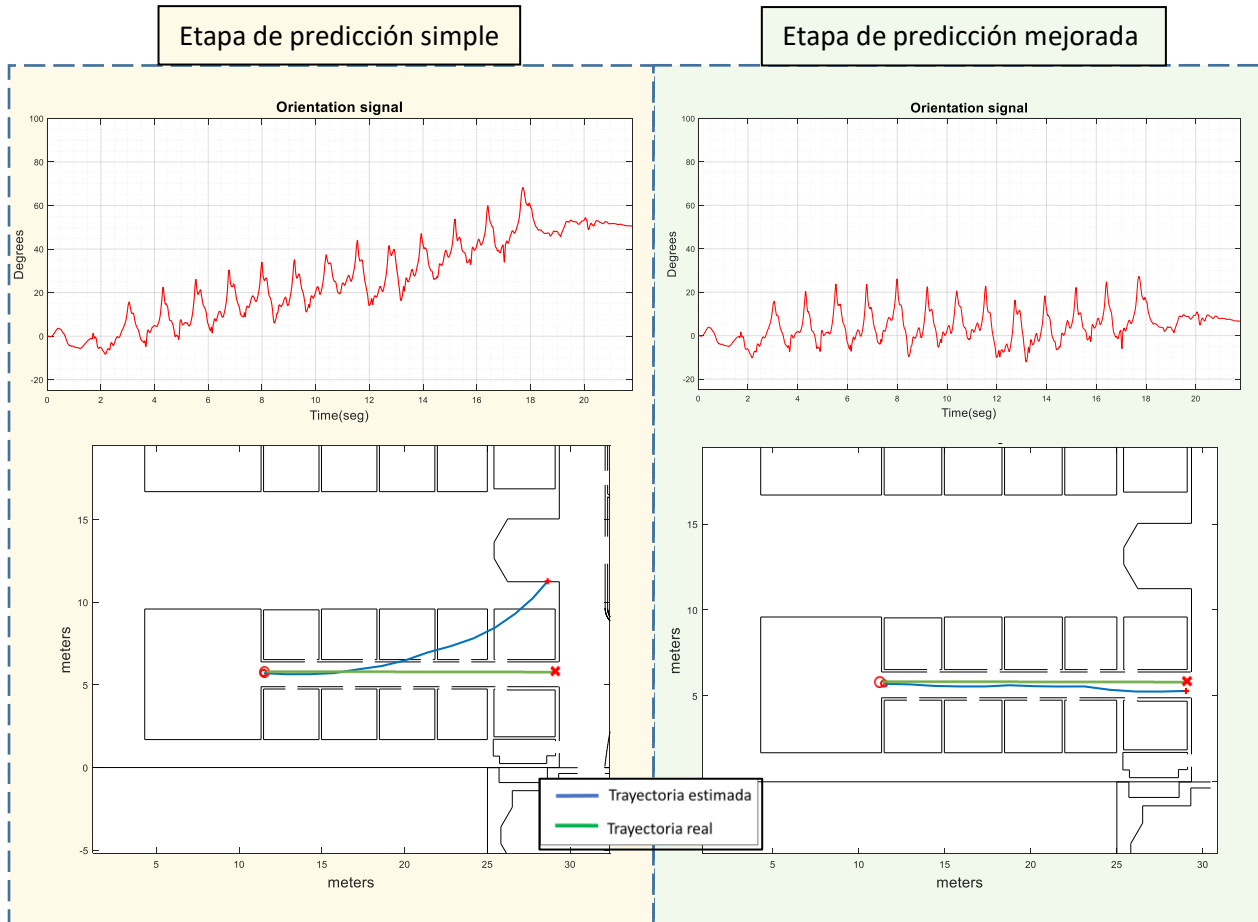 Etapa de predicción simple
Etapa de predicción mejorada
Orientation signal
100
80
60
40
20
0
-20
Degrees
0 2 4 6 8 10 12 14 16 18 20
Time(seg)
Orientation signal
100
80
60
40
20
0
-20
Degrees
0 2 4 6 8 10 12 14 16 18 20
Time(seg)
15
10
5
0
-5
meters
5 10 15 20 25 30
meters
15
10
5
meters
5 10 15 20 25 30
meters
Trayectoria estimada
Trayectoria real